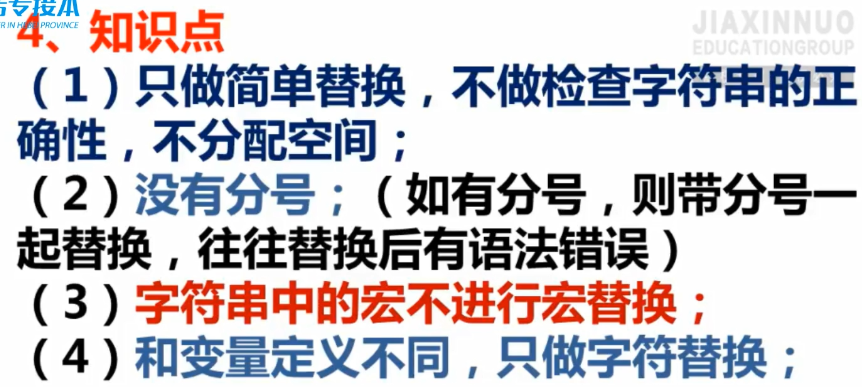 专接本
R IN HEBEI PROVINCE
JIAXINNUO
EDUCATIONGROUP
4、知识点
（1）只做简单替换，不做检查字符串的正
确性，不分配空间；
（2）没有分号；（如有分号，则带分号一
起替换，往往替换后有语法错误）
（3）字符串中的宏不进行宏替换；
（4）和变量定义不同，只做字符替换；